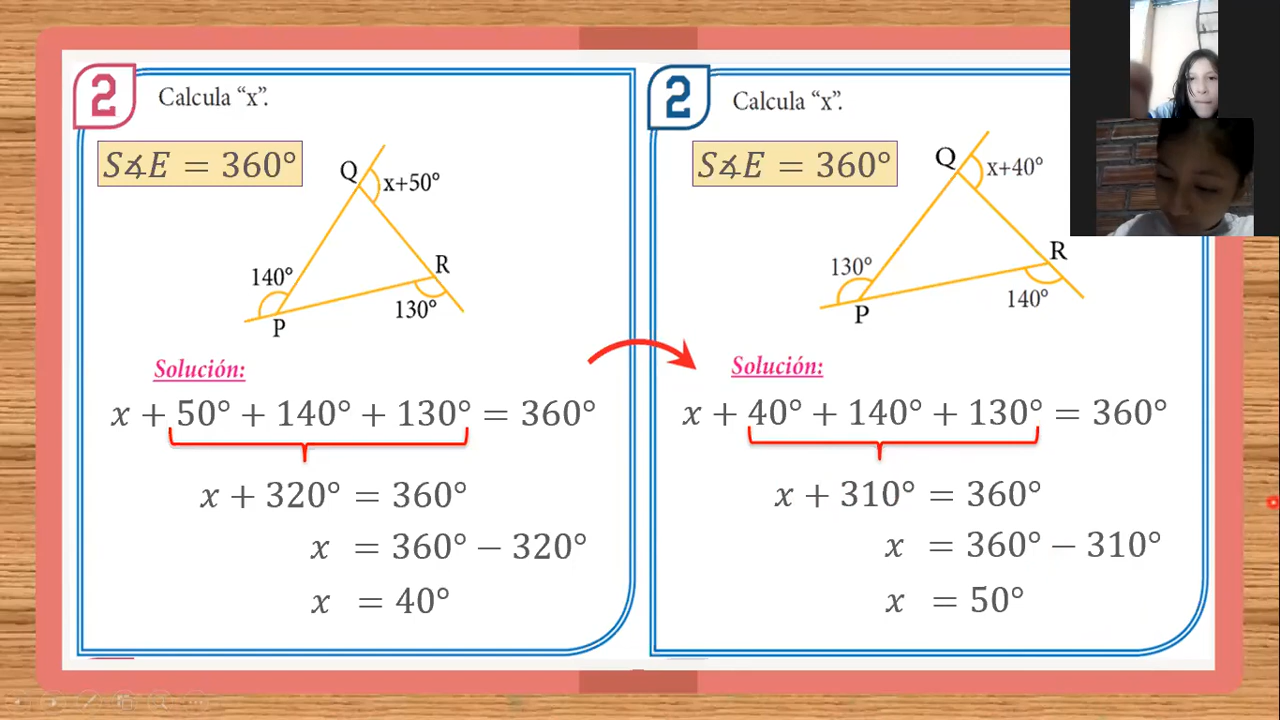 2
Calcula “x”.
S∡E = 360°
Q
x+50°
140°
R
130°
P
Solución:
x + 50° + 140° + 130° = 360°
x + 320° = 360°
x = 360° − 320°
x = 40°
2
Calcula “x”.
S∡E = 360°
Q
x+40°
130°
R
140°
P
Solución:
x + 40° + 140° + 130° = 360°
x + 310° = 360°
x = 360° − 310°
x = 50°